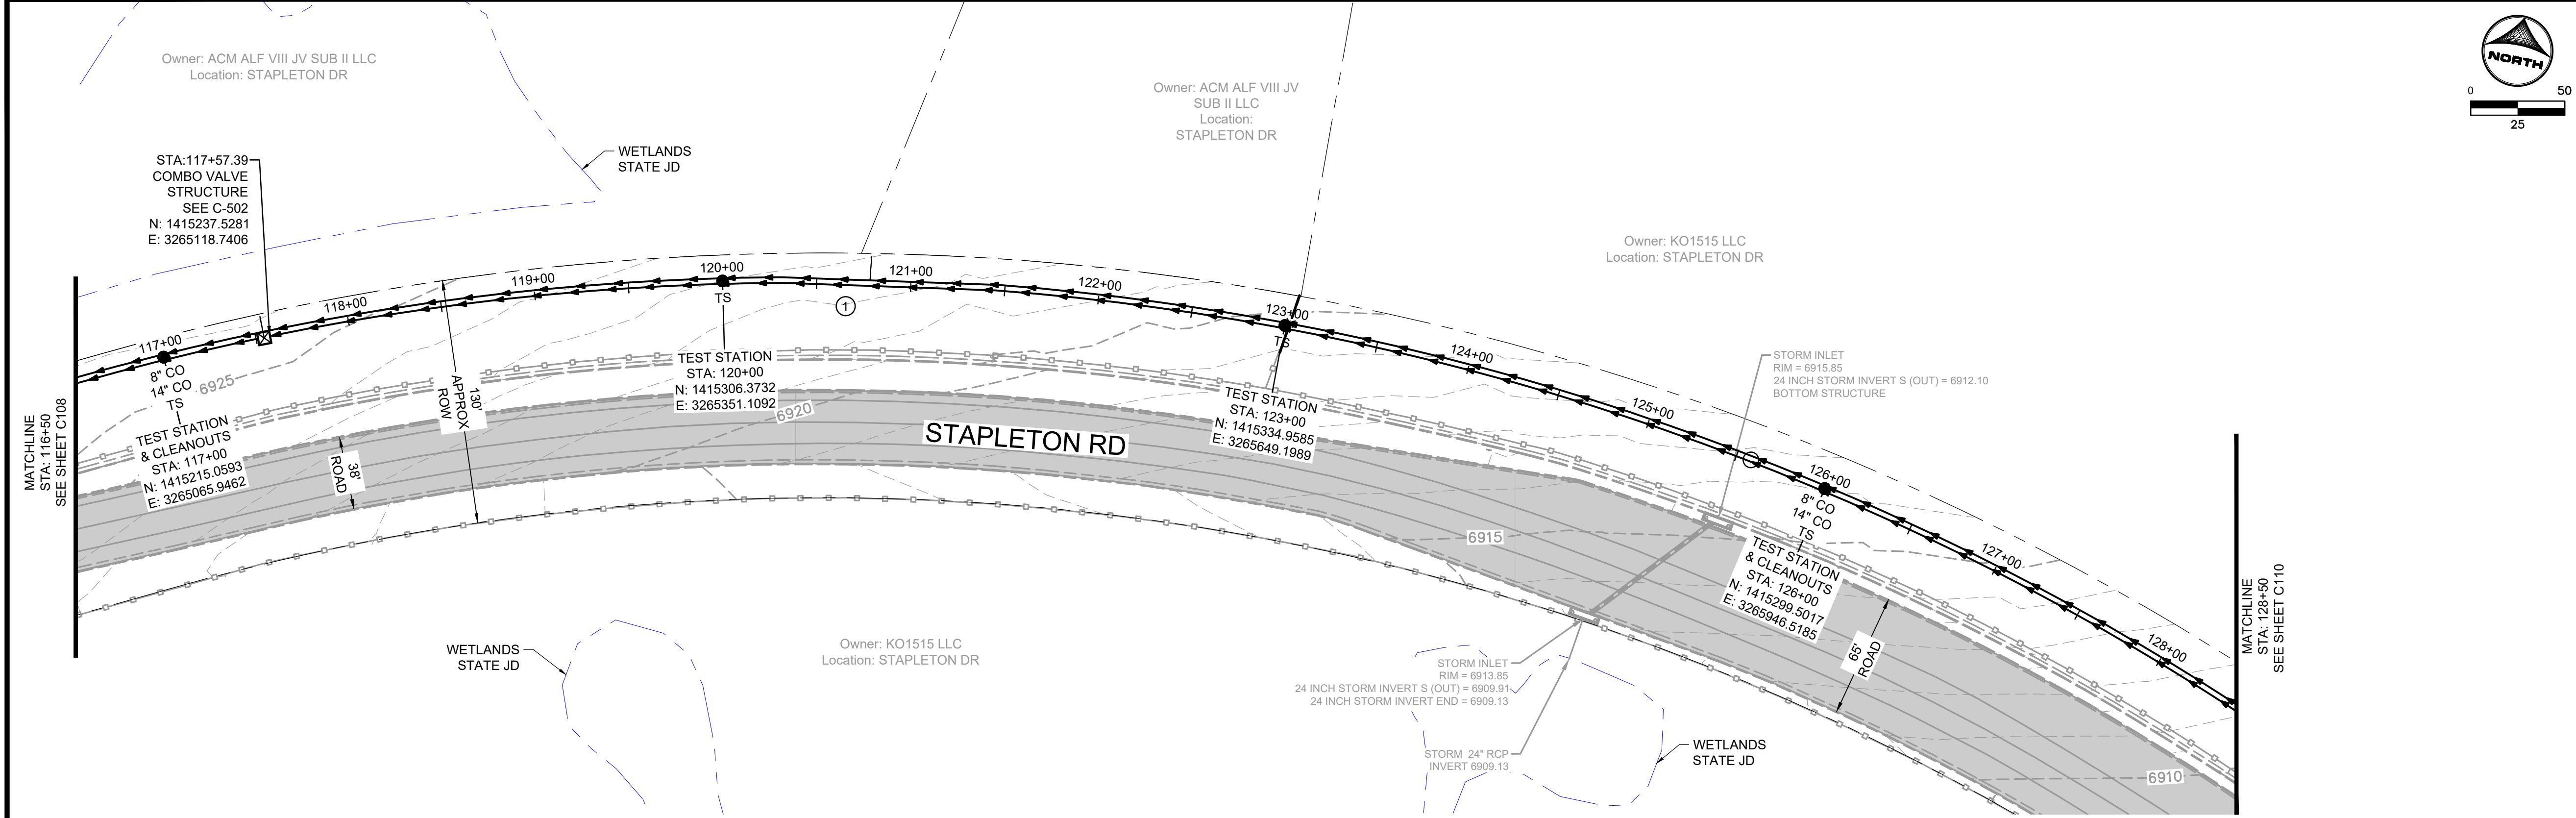 Owner: ACM ALF VIII JV SUB II LLC
Location: STAPLETON DR
Owner: ACM ALF VIII JV
SUB II LLC
Location:
STAPLETON DR
NORTH
0
50
25
WETLANDS
STATE JD
STA:117+57.39
COMBO VALVE
STRUCTURE
SEE C-502
N: 1415237.5281
E: 3265118.7406
Owner: KO1515 LLC
Location: STAPLETON DR
117+00
118+00
119+00
120+00
121+00
122+00
123+00
124+00
125+00
126+00
127+00
128+00
TS
1
TS
8" CO
14" CO
TS
6925
TEST STATION
& CLEANOUTS
STA: 117+00
N: 1415215.0593
E: 3265065.9462
MATCHLINE
STA: 116+50
SEE SHEET C108
38'
ROAD
130'
APPROX
ROW
TEST STATION
STA: 120+00
N: 1415306.3732
E: 3265351.1092
6920
STAPLETON RD
TEST STATION
STA: 123+00
N: 1415334.9585
E: 3265649.1989
STORM INLET
RIM = 6915.85
24 INCH STORM INVERT S (OUT) = 6912.10
BOTTOM STRUCTURE
8" CO
14" CO
TS
TEST STATION
& CLEANOUTS
STA: 126+00
N: 1415299.5017
E: 3265946.5185
6915
65'
ROAD
MATCHLINE
STA: 128+50
SEE SHEET C110
WETLANDS
STATE JD
Owner: KO1515 LLC
Location: STAPLETON DR
STORM INLET
RIM = 6913.85
24 INCH STORM INVERT S (OUT) = 6909.91
24 INCH STORM INVERT END = 6909.13
STORM 24" RCP
INVERT 6909.13
WETLANDS
STATE JD
6910